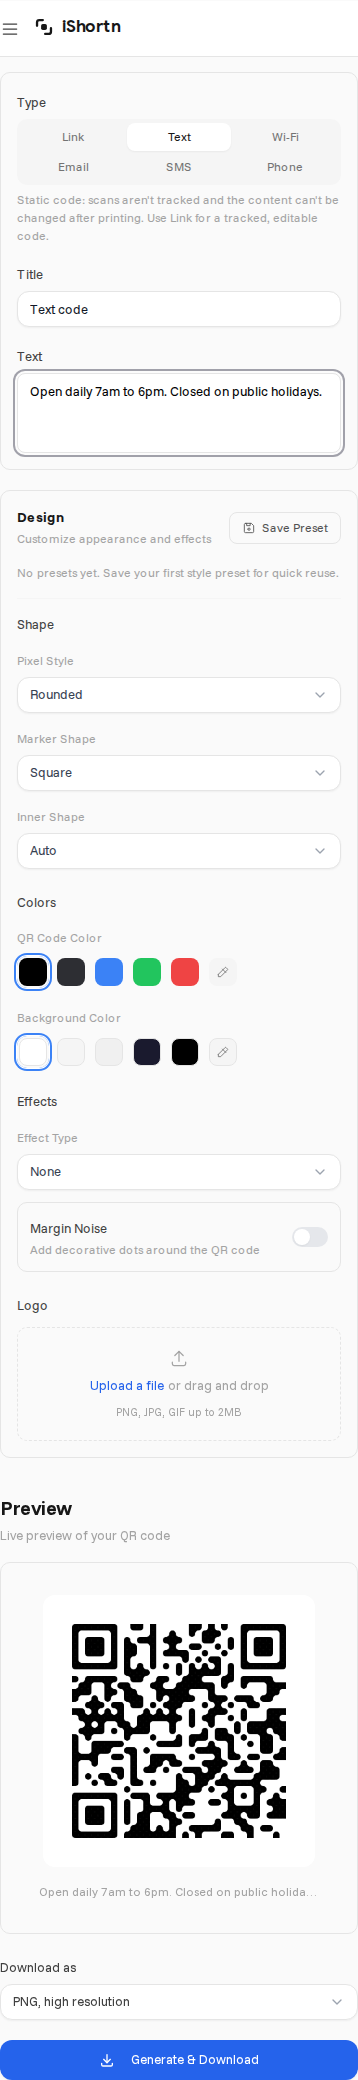 iShortn
Type
Link
Text
Wi-Fi
Email
SMS
Phone
Static code: scans aren't tracked and the content can't be
changed after printing. Use Link for a tracked, editable
code.
Title
Text code
Text
Open daily 7am to 6pm. Closed on public holidays.
Design
Customize appearance and effects
Save Preset
No presets yet. Save your first style preset for quick reuse.
Shape
Pixel Style
Rounded
Marker Shape
Square
Inner Shape
Auto
Colors
QR Code Color
Background Color
Effects
Effect Type
None
Margin Noise
Add decorative dots around the QR code
Logo
Upload a file or drag and drop
PNG, JPG, GIF up to 2MB
Preview
Live preview of your QR code
Open daily 7am to 6pm. Closed on public holida...
Download as
PNG, high resolution
Generate & Download